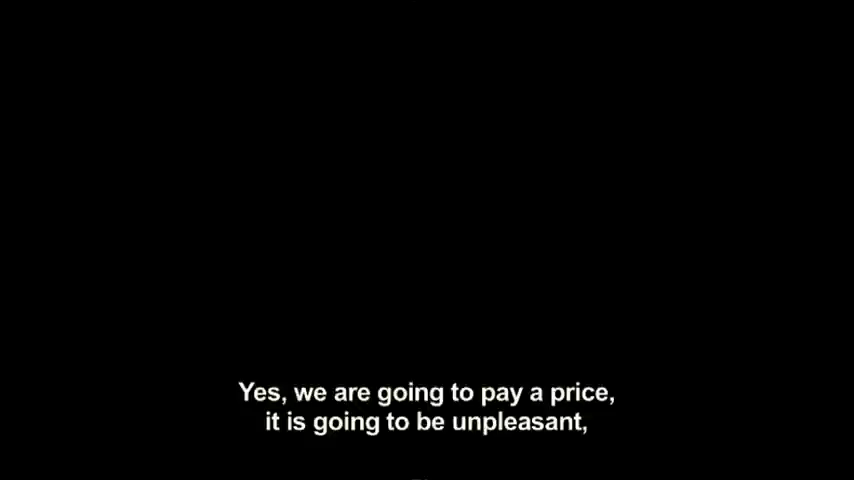 Yes, we are going to pay a price,
it is going to be unpleasant,